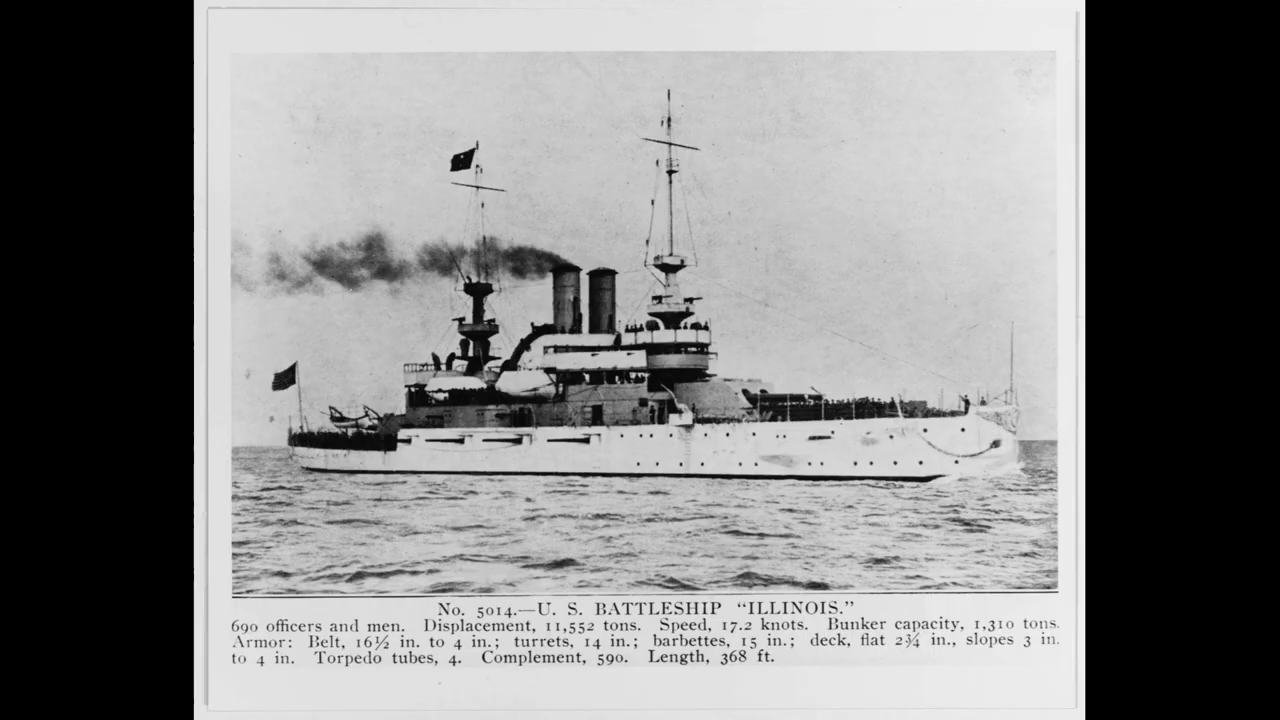 No. 5014.—U. S. BATTLESHIP “ILLINOIS.”
690 officers and men. Displacement, 11,552 tons. Speed, 17.2 knots. Bunker capacity, 1,310 tons.
Armor: Belt, 16½ in. to 4 in.; turrets, 14 in.; barbettes, 15 in.; deck, flat 2¾ in., slopes 3 in.
to 4 in. Torpedo tubes, 4. Complement, 590. Length, 368 ft.